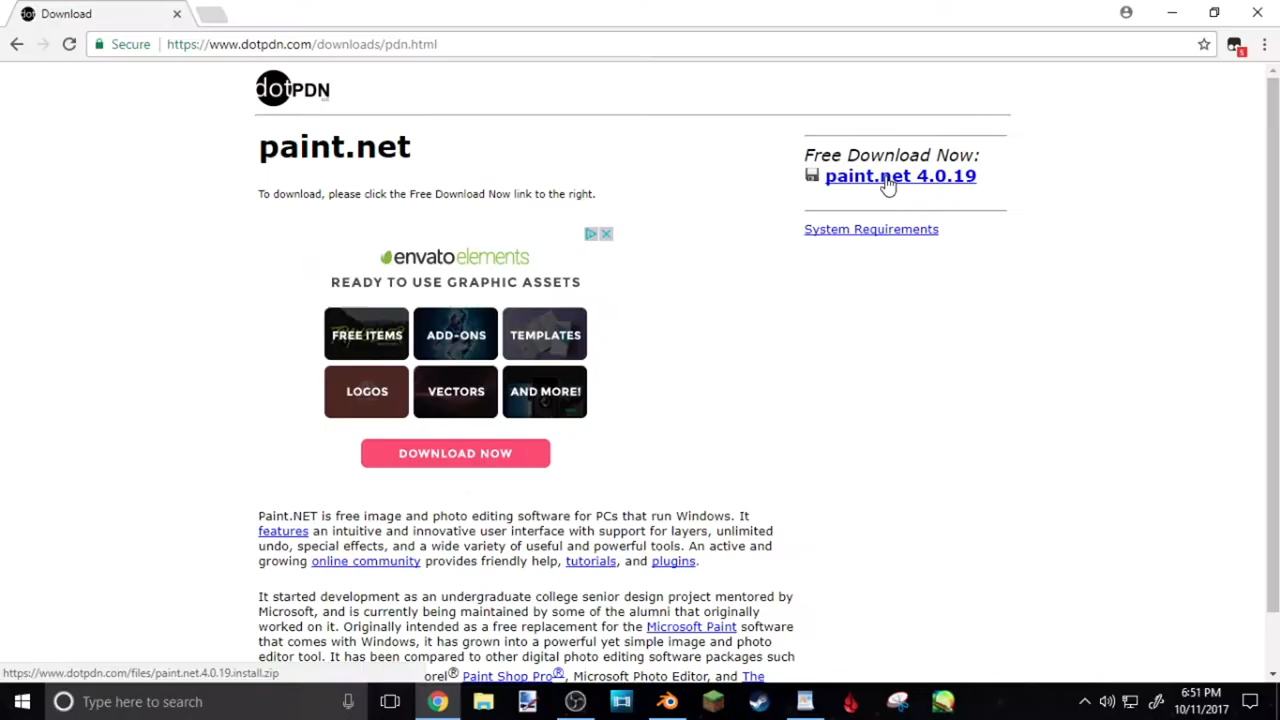 Download
Secure
https://www.dotpdn.com/downloads/pdn.html
5
dotPDN
paint.net
Free Download Now:
paint.net 4.0.19
To download, please click the Free Download Now link to the right.
System Requirements
envatoelements
READY TO USE GRAPHIC ASSETS
FREE ITEMS
ADD-ONS
TEMPLATES
LOGOS
VECTORS
AND MORE!
DOWNLOAD NOW
Paint.NET is free image and photo editing software for PCs that run Windows. It
features an intuitive and innovative user interface with support for layers, unlimited
undo, special effects, and a wide variety of useful and powerful tools. An active and
growing online community provides friendly help, tutorials, and plugins.
It started development as an undergraduate college senior design project mentored by
Microsoft, and is currently being maintained by some of the alumni that originally
worked on it. Originally intended as a free replacement for the Microsoft Paint software
that comes with Windows, it has grown into a powerful yet simple image and photo
editor tool. It has been compared to other digital photo editing software packages such
orel® Paint Shop Pro®, Microsoft Photo Editor, and The
https://www.dotpdn.com/files/paint.net.4.0.19.install.zip
Type here to search
6:51 PM
10/11/2017